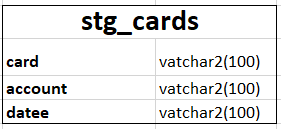 stg_cards
card vatchar2(100)
account vatchar2(100)
datee vatchar2(100)